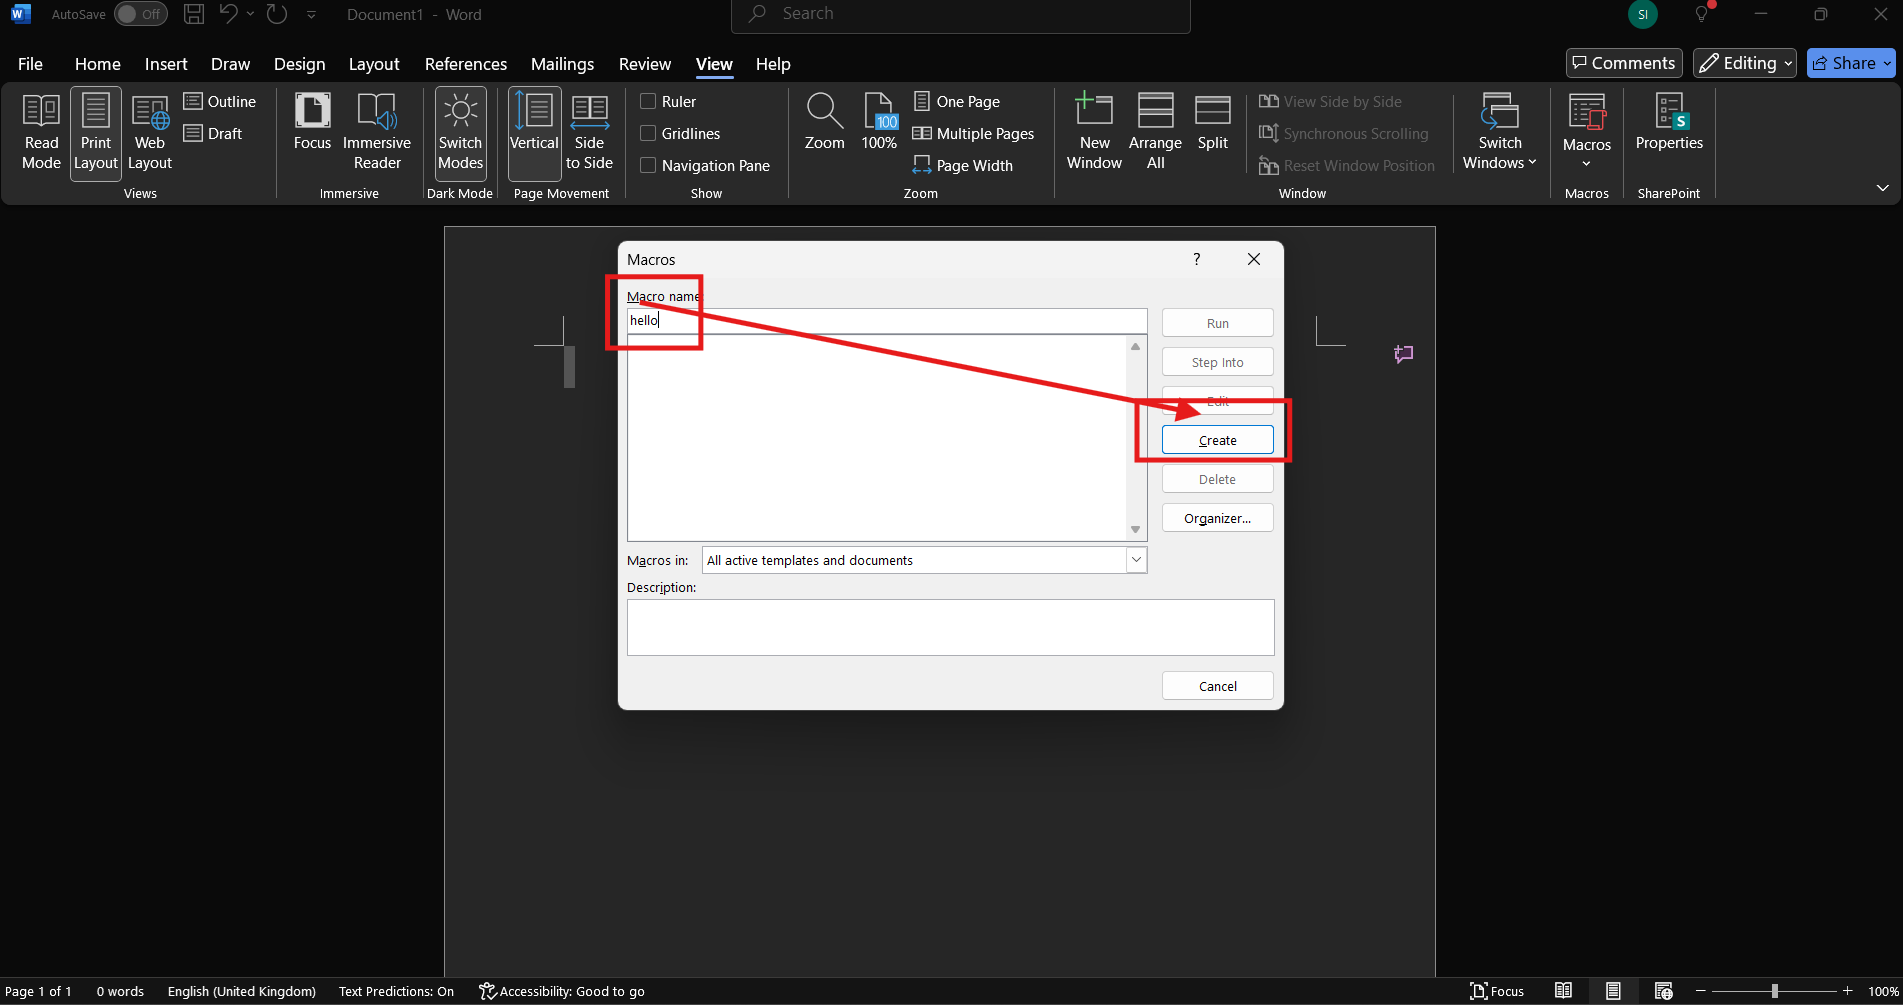 AutoSave Off Document1 - Word Search SI
File Home Insert Draw Design Layout References Mailings Review View Help Comments Editing Share
Read Mode
Print Layout
Web Layout
Outline
Draft
Views
Focus
Immersive Reader
Immersive
Switch Modes
Dark Mode
Vertical
Side to Side
Page Movement
Ruler
Gridlines
Navigation Pane
Show
Zoom
100
100%
One Page
Multiple Pages
Page Width
Zoom
New Window
Arrange All
Split
View Side by Side
Synchronous Scrolling
Reset Window Position
Switch Windows
Window
Macros
Macros
S
Properties
SharePoint
Macros ?
Macro name
hello
Run
Step Into
Edit
Create
Delete
Organizer...
Macros in: All active templates and documents
Description:
Cancel
Page 1 of 1 0 words English (United Kingdom) Text Predictions: On Accessibility: Good to go Focus 100%